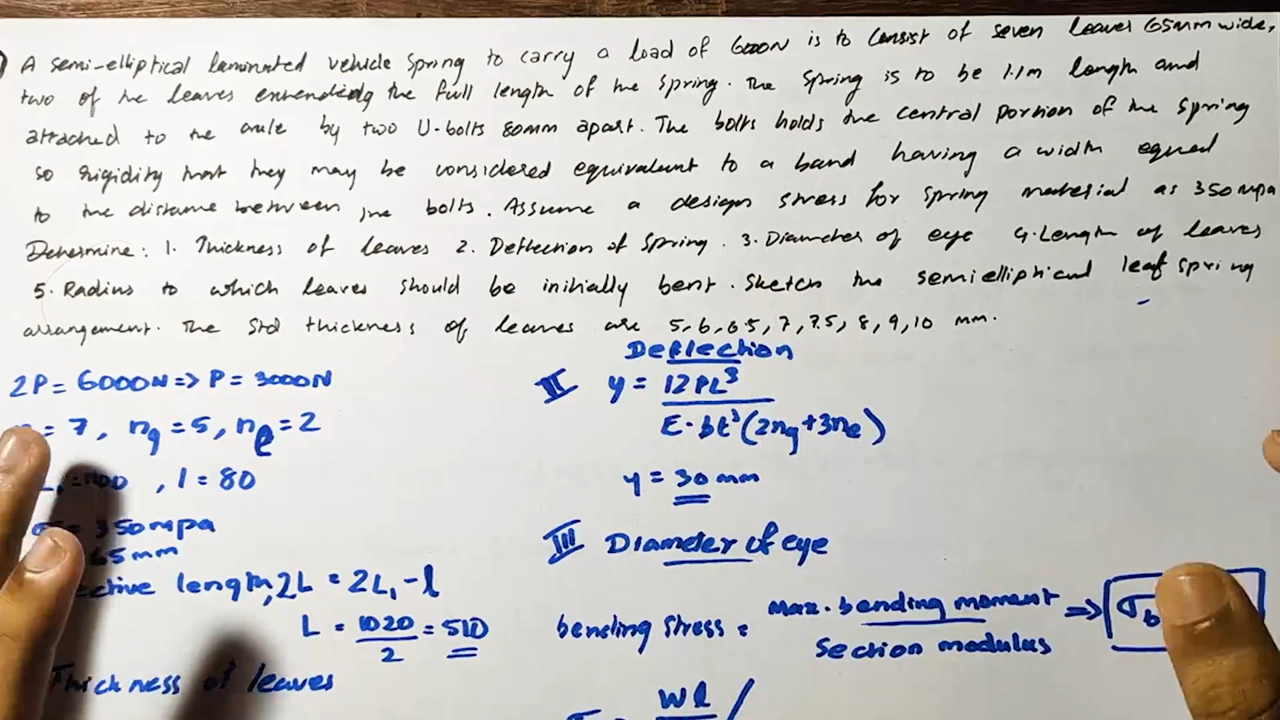 A semi-elliptical laminated vehicle spring to carry a load of 6000N is to consist of seven leaves 65mm wide,
two of the leaves extending the full length of the spring. The spring is to be 1.1m length and
attached to the axle by two U-bolts 80mm apart. The bolts holds the central portion of the spring
so rigidity that they may be considered equivalent to a band having a width equal
to the distance between the bolts. Assume a design stress for spring material as 350mpa
Determine: 1. Thickness of leaves 2. Deflection of spring. 3. Diameter of eye 4. Length of leaves
5. Radius to which leaves should be initially bent. Sketch the semielliptical leaf spring
arrangement. The std thickness of leaves are 5, 6, 6.5, 7, 7.5, 8, 9, 10 mm.
2P = 6000N => P = 3000N
= 7, ng = 5, ne = 2
, l = 80
= 350mpa
65mm
length, 2L = 2L1 - l
L = 1020/2 = 510
Thickness of leaves
Deflection
II y = 12PL³ / E·bt³(2ng+3ne)
y = 30 mm
III Diameter of eye
bending stress = Max. bending moment / Section modulus => σb
Wl /